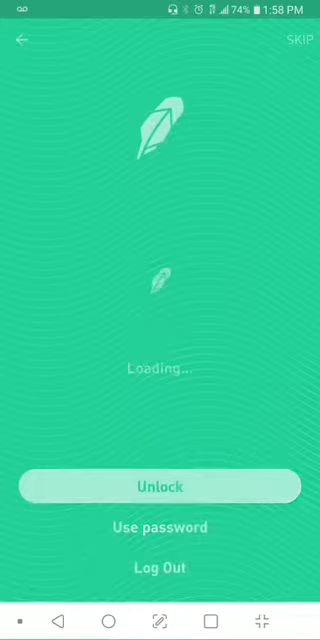 74% 1:58 PM
SKIP
Loading...
Unlock
Use password
Log Out